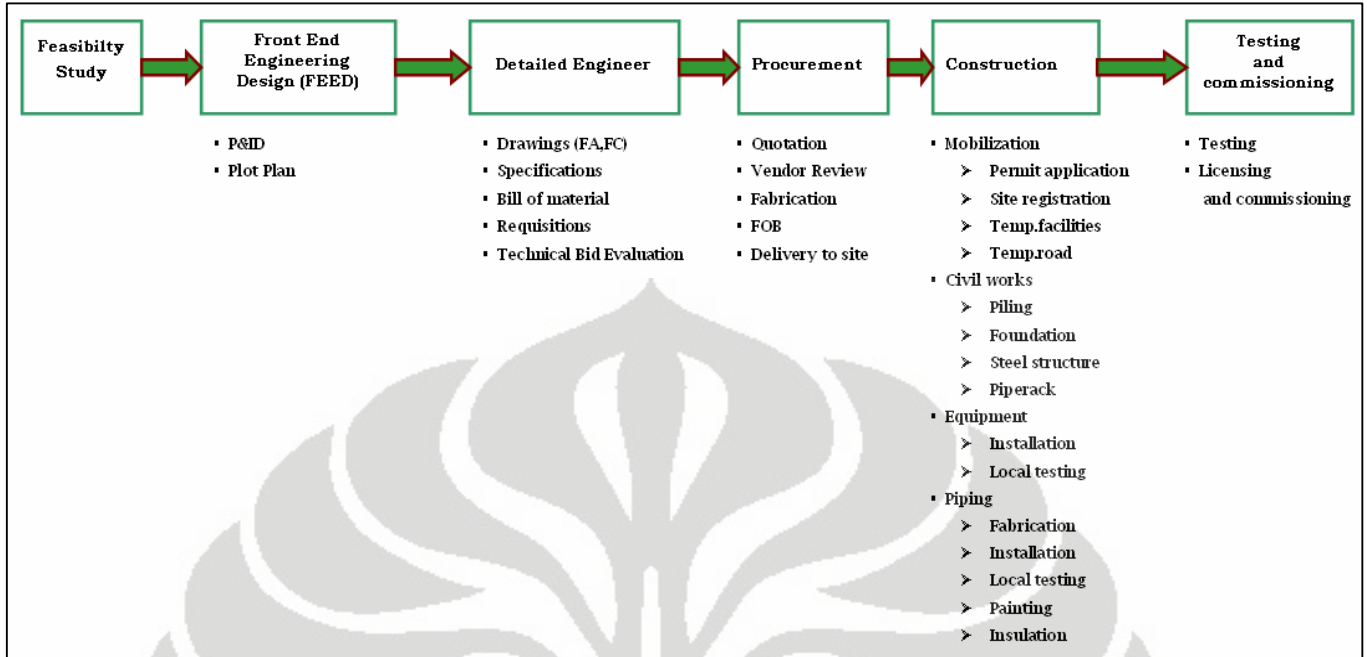 Feasibilty
Study
Front End
Engineering
Design (FEED)
Detailed Engineer
Procurement
Construction
Testing
and
commissioning
▪ P&ID
▪ Plot Plan
▪ Drawings (FA,FC)
▪ Specifications
▪ Bill of material
▪ Requisitions
▪ Technical Bid Evaluation
▪ Quotation
▪ Vendor Review
▪ Fabrication
▪ FOB
▪ Delivery to site
▪ Mobilization
➢ Permit application
➢ Site registration
➢ Temp.facilities
➢ Temp.road
▪ Civil works
➢ Piling
➢ Foundation
➢ Steel structure
➢ Piperack
▪ Equipment
➢ Installation
➢ Local testing
▪ Piping
➢ Fabrication
➢ Installation
➢ Local testing
➢ Painting
➢ Insulation
▪ Testing
▪ Licensing
and commissioning